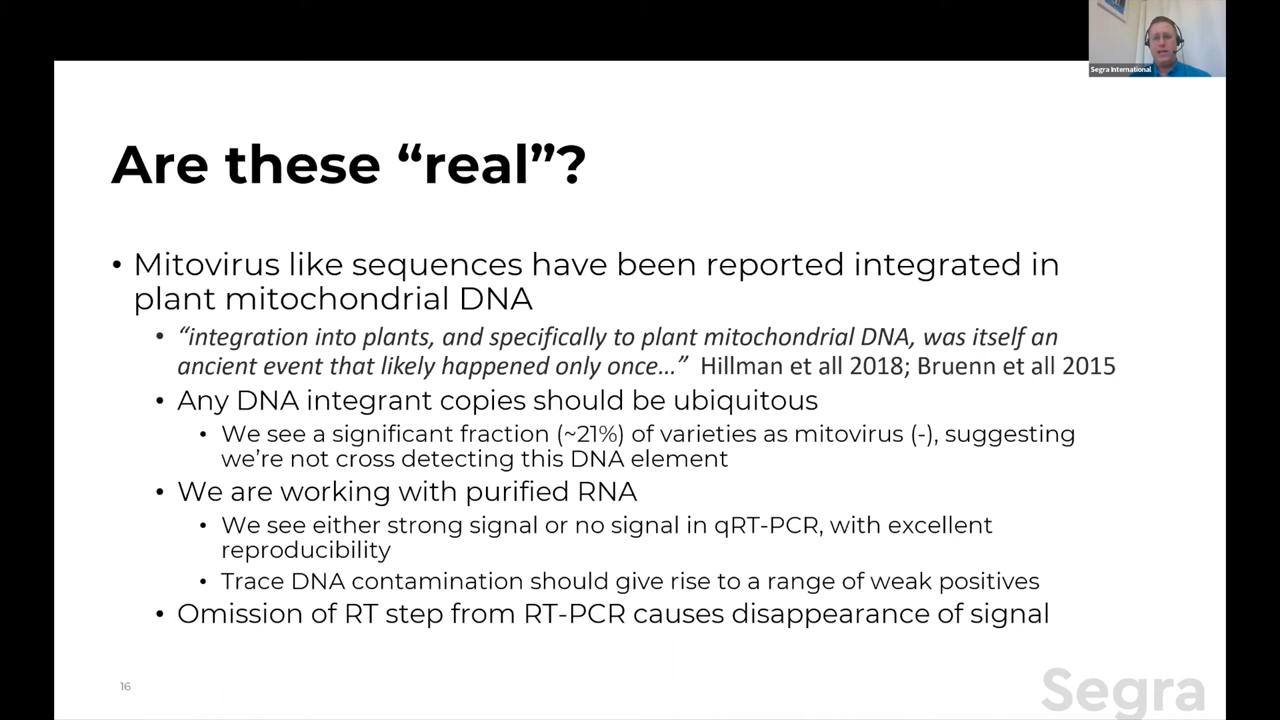 Segra International
Are these “real”?
• Mitovirus like sequences have been reported integrated in
plant mitochondrial DNA
• “integration into plants, and specifically to plant mitochondrial DNA, was itself an
ancient event that likely happened only once…” Hillman et all 2018; Bruenn et all 2015
• Any DNA integrant copies should be ubiquitous
• We see a significant fraction (~21%) of varieties as mitovirus (-), suggesting
we’re not cross detecting this DNA element
• We are working with purified RNA
• We see either strong signal or no signal in qRT-PCR, with excellent
reproducibility
• Trace DNA contamination should give rise to a range of weak positives
• Omission of RT step from RT-PCR causes disappearance of signal
16
Segra